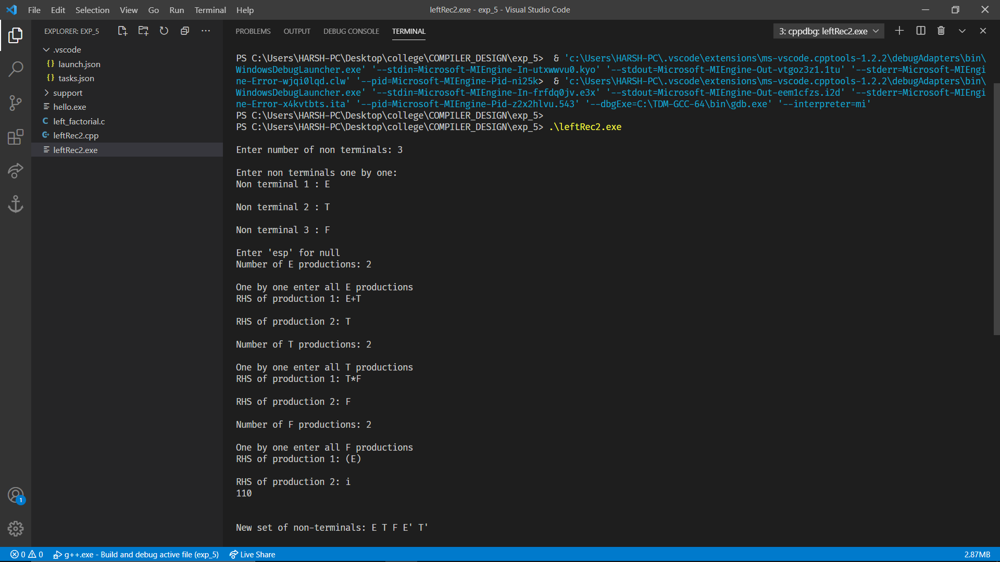 File Edit Selection View Go Run Terminal Help
leftRec2.exe - exp_5 - Visual Studio Code
EXPLORER: EXP_5
.vscode
{} launch.json
{} tasks.json
support
hello.exe
C left_factorial.c
C++ leftRec2.cpp
leftRec2.exe
PROBLEMS OUTPUT DEBUG CONSOLE TERMINAL
3: cppdbg: leftRec2.exe
PS C:\Users\HARSH-PC\Desktop\college\COMPILER_DESIGN\exp_5>  & 'c:\Users\HARSH-PC\.vscode\extensions\ms-vscode.cpptools-1.2.2\debugAdapters\bin\
WindowsDebugLauncher.exe' '--stdin=Microsoft-MIEngine-In-utxwwvu0.kyo' '--stdout=Microsoft-MIEngine-Out-vtgoz3z1.1tu' '--stderr=Microsoft-MIEngi
ne-Error-wjqi0lqd.clw' '--pid=Microsoft-MIEngine-Pid-ni25k>  & 'c:\Users\HARSH-PC\.vscode\extensions\ms-vscode.cpptools-1.2.2\debugAdapters\bin\
WindowsDebugLauncher.exe' '--stdin=Microsoft-MIEngine-In-frfdq0jv.e3x' '--stdout=Microsoft-MIEngine-Out-eem1cfzs.i2d' '--stderr=Microsoft-MIEngi
ne-Error-x4kvtbts.ita' '--pid=Microsoft-MIEngine-Pid-z2x2hlvu.543' '--dbgExe=C:\TDM-GCC-64\bin\gdb.exe' '--interpreter=mi'
PS C:\Users\HARSH-PC\Desktop\college\COMPILER_DESIGN\exp_5>
PS C:\Users\HARSH-PC\Desktop\college\COMPILER_DESIGN\exp_5> .\leftRec2.exe
Enter number of non terminals: 3
Enter non terminals one by one:
Non terminal 1 : E
Non terminal 2 : T
Non terminal 3 : F
Enter 'esp' for null
Number of E productions: 2
One by one enter all E productions
RHS of production 1: E+T
RHS of production 2: T
Number of T productions: 2
One by one enter all T productions
RHS of production 1: T*F
RHS of production 2: F
Number of F productions: 2
One by one enter all F productions
RHS of production 1: (E)
RHS of production 2: i
110
New set of non-terminals: E T F E' T'
1
0 0 g++.exe - Build and debug active file (exp_5) Live Share
2.87MB